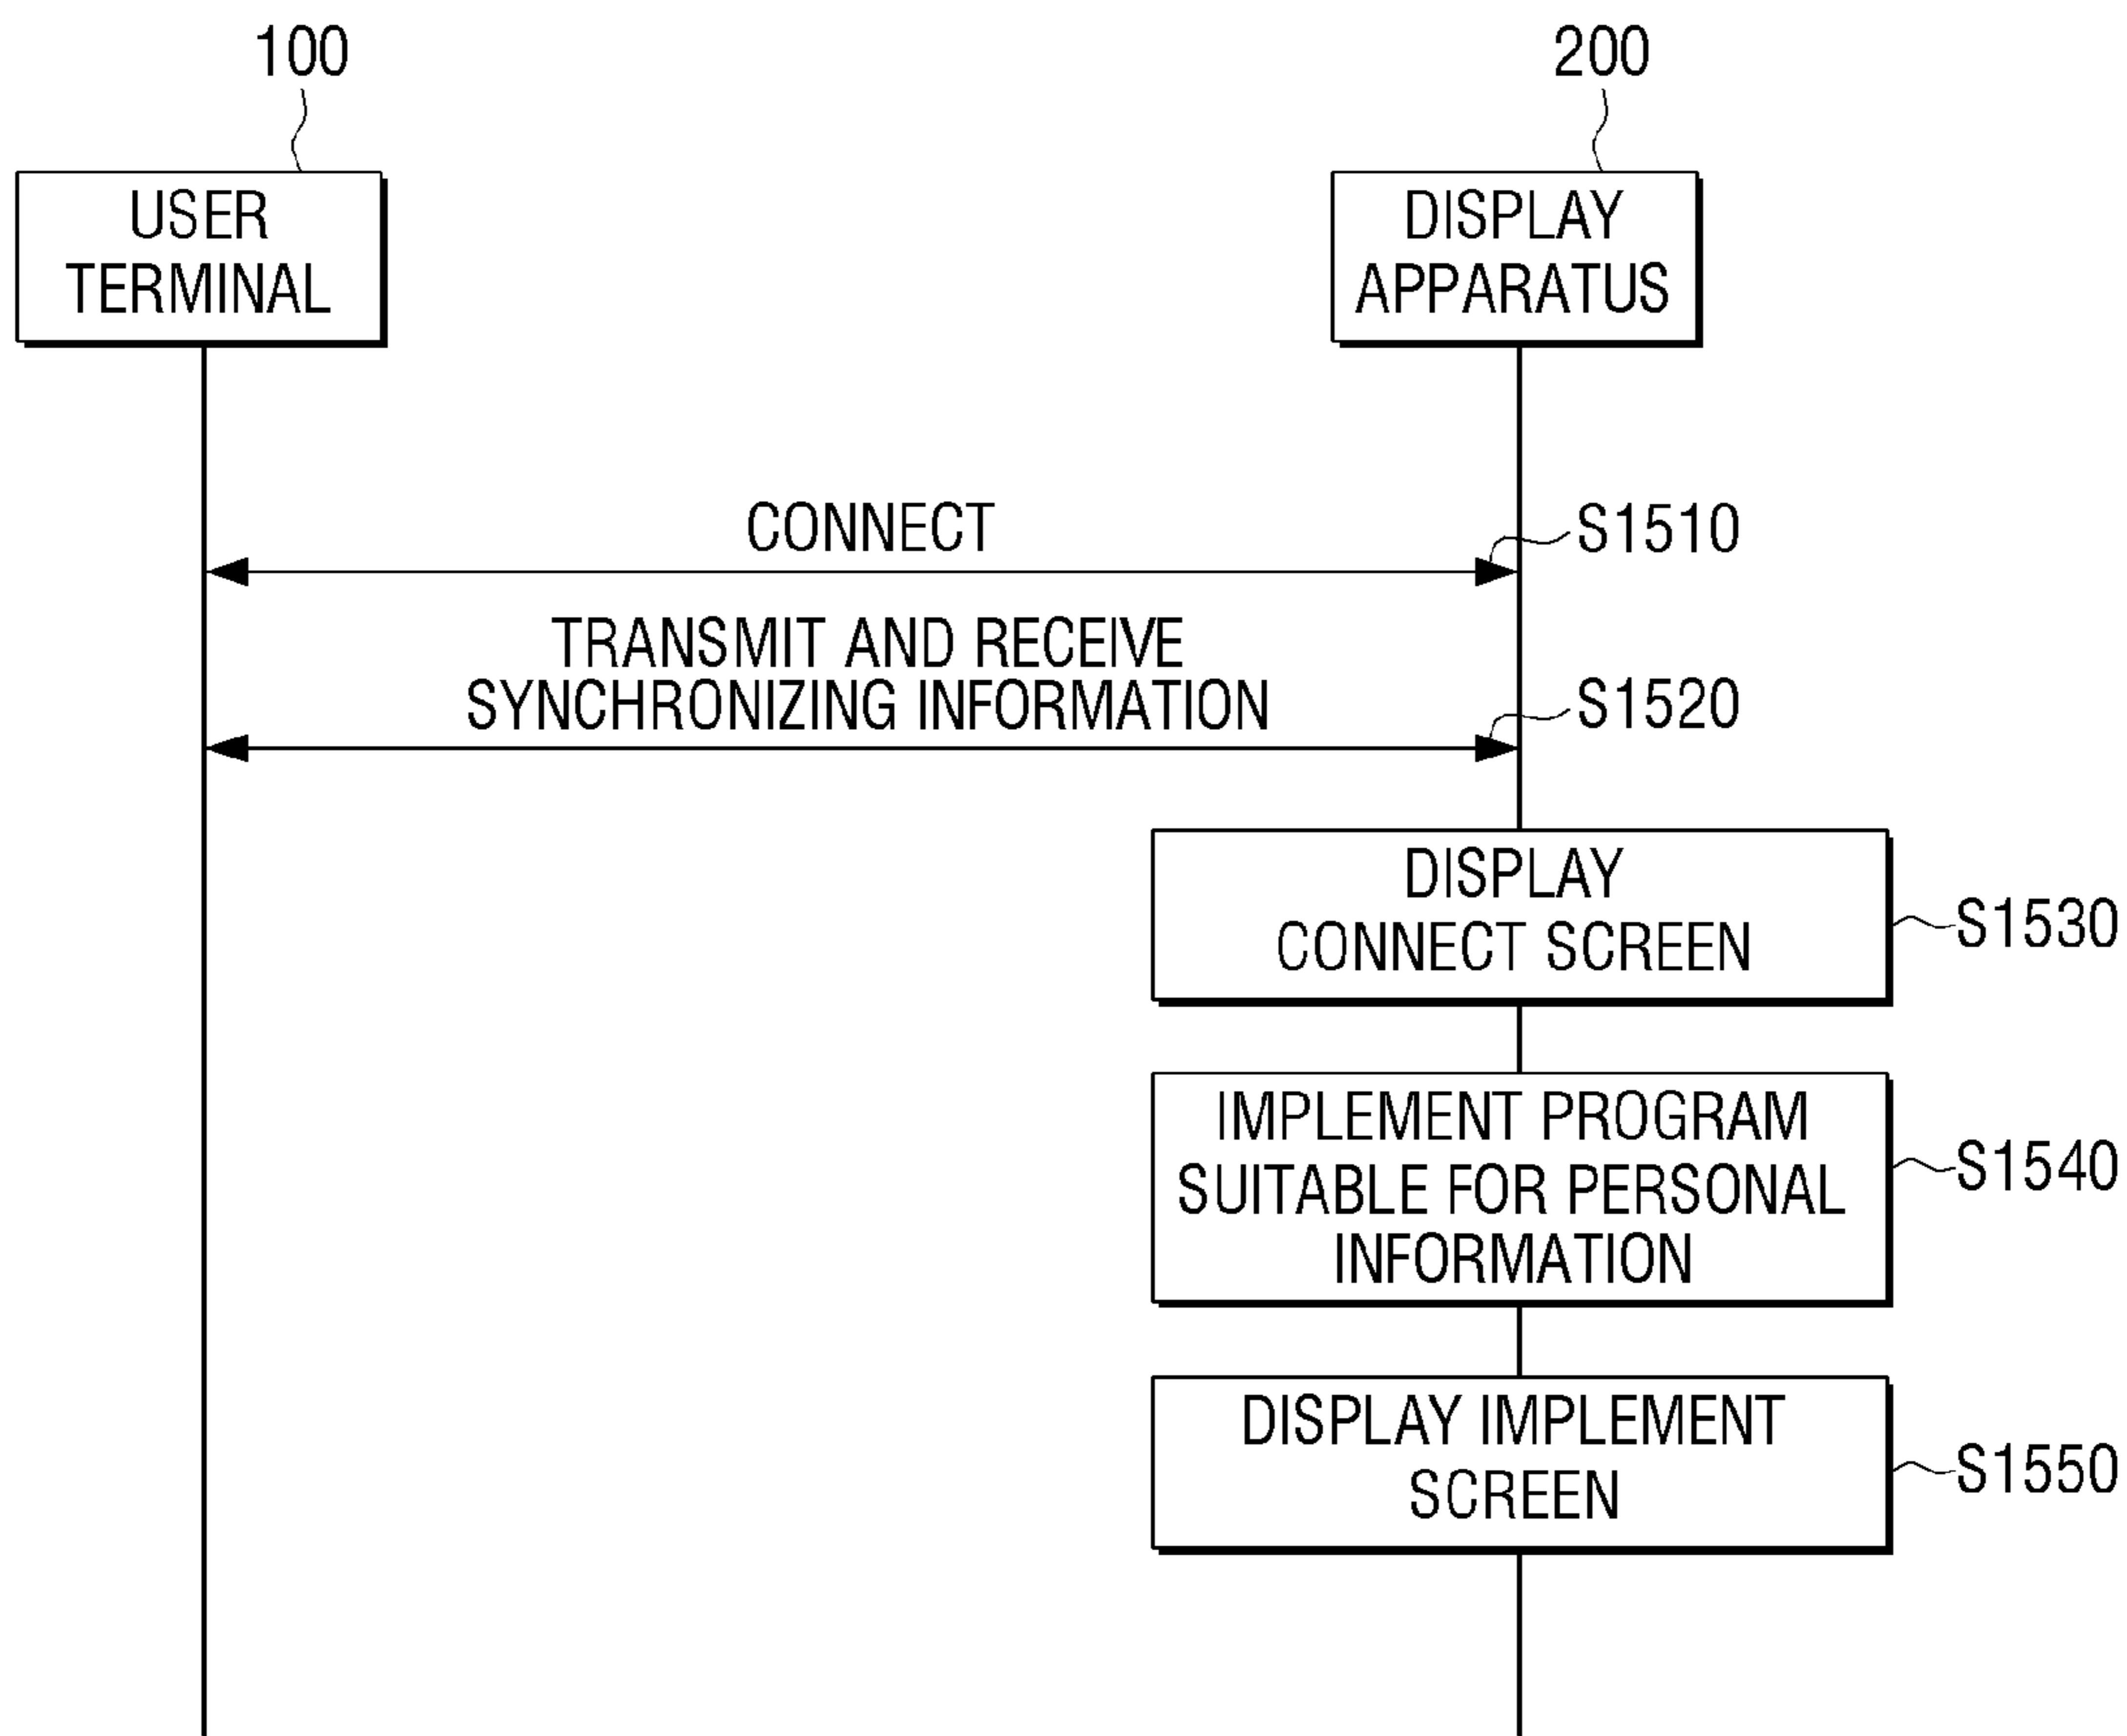 100
200
USER
TERMINAL
DISPLAY
APPARATUS
CONNECT
S1510
TRANSMIT AND RECEIVE
SYNCHRONIZING INFORMATION
S1520
DISPLAY
CONNECT SCREEN
S1530
IMPLEMENT PROGRAM
SUITABLE FOR PERSONAL
INFORMATION
S1540
DISPLAY IMPLEMENT
SCREEN
S1550